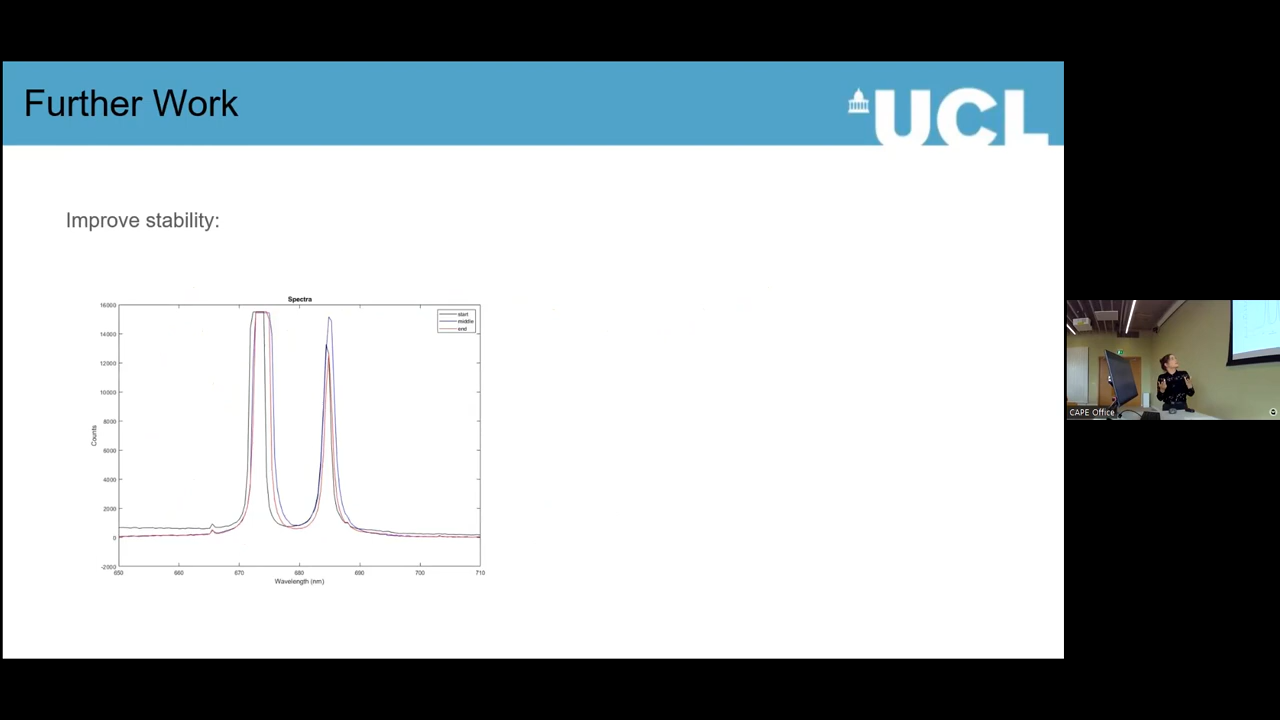 Further Work
UCL
Improve stability:
Spectra
start
middle
end
16000
14000
12000
10000
8000
6000
4000
2000
0
-2000
Counts
650 660 670 680 690 700 710
Wavelength (nm)
CAPE Office